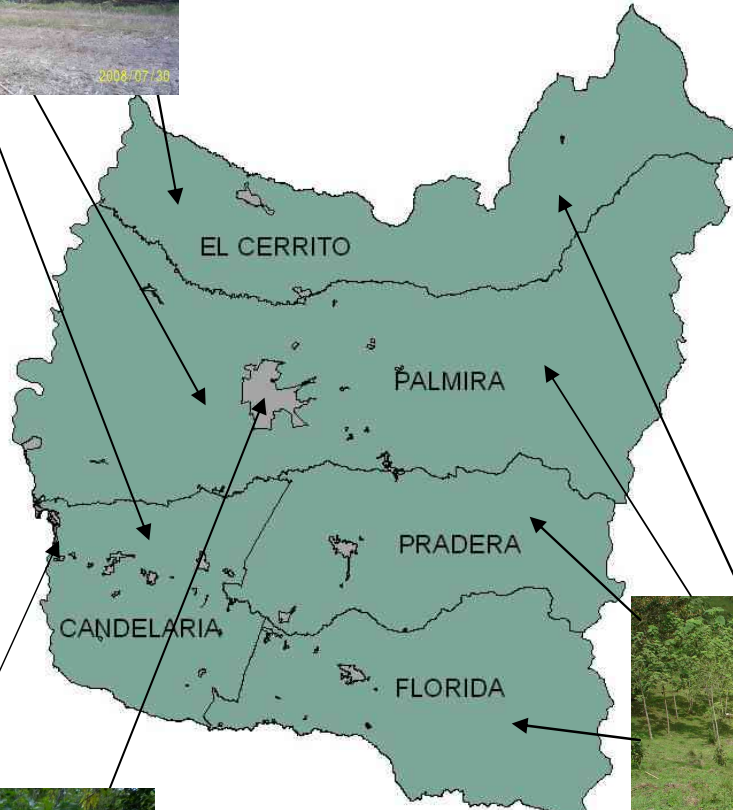 2008/07/30
EL CERRITO
PALMIRA
PRADERA
CANDELARIA
FLORIDA